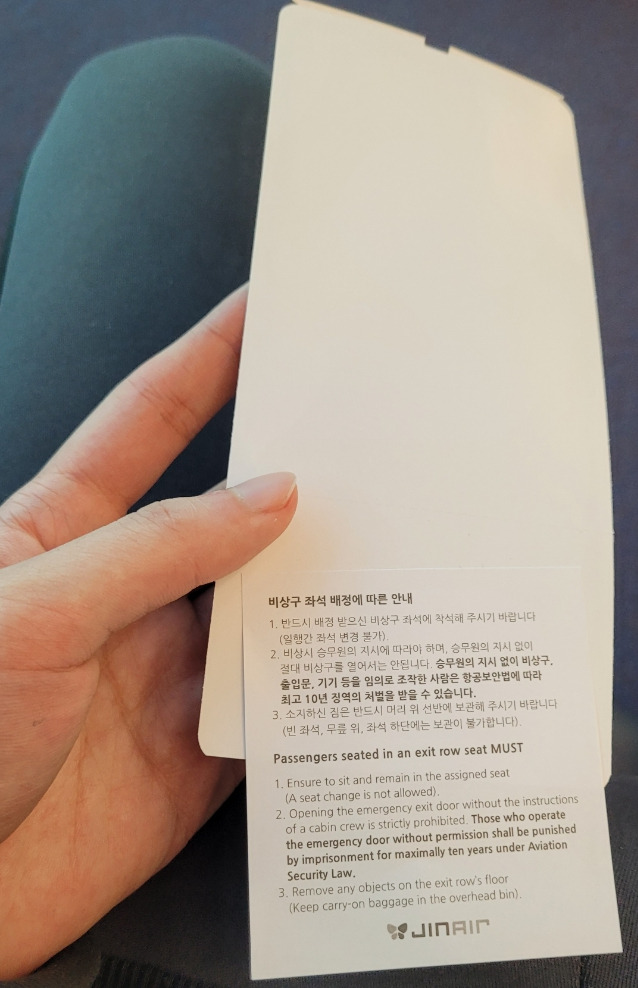 비상구 좌석 배정에 따른 안내
1. 반드시 배정 받으신 비상구 좌석에 착석해 주시기 바랍니다
(일행간 좌석 변경 불가).
2. 비상시 승무원의 지시에 따라야 하며, 승무원의 지시 없이
절대 비상구를 열어서는 안됩니다. 승무원의 지시 없이 비상구,
출입문, 기기 등을 임의로 조작한 사람은 항공보안법에 따라
최고 10년 징역의 처벌을 받을 수 있습니다.
3. 소지하신 짐은 반드시 머리 위 선반에 보관해 주시기 바랍니다
(빈 좌석, 무릎 위, 좌석 하단에는 보관이 불가합니다).
Passengers seated in an exit row seat MUST
1. Ensure to sit and remain in the assigned seat
(A seat change is not allowed).
2. Opening the emergency exit door without the instructions
of a cabin crew is strictly prohibited. Those who operate
the emergency door without permission shall be punished
by imprisonment for maximally ten years under Aviation
Security Law.
3. Remove any objects on the exit row's floor
(Keep carry-on baggage in the overhead bin).
JINAIR